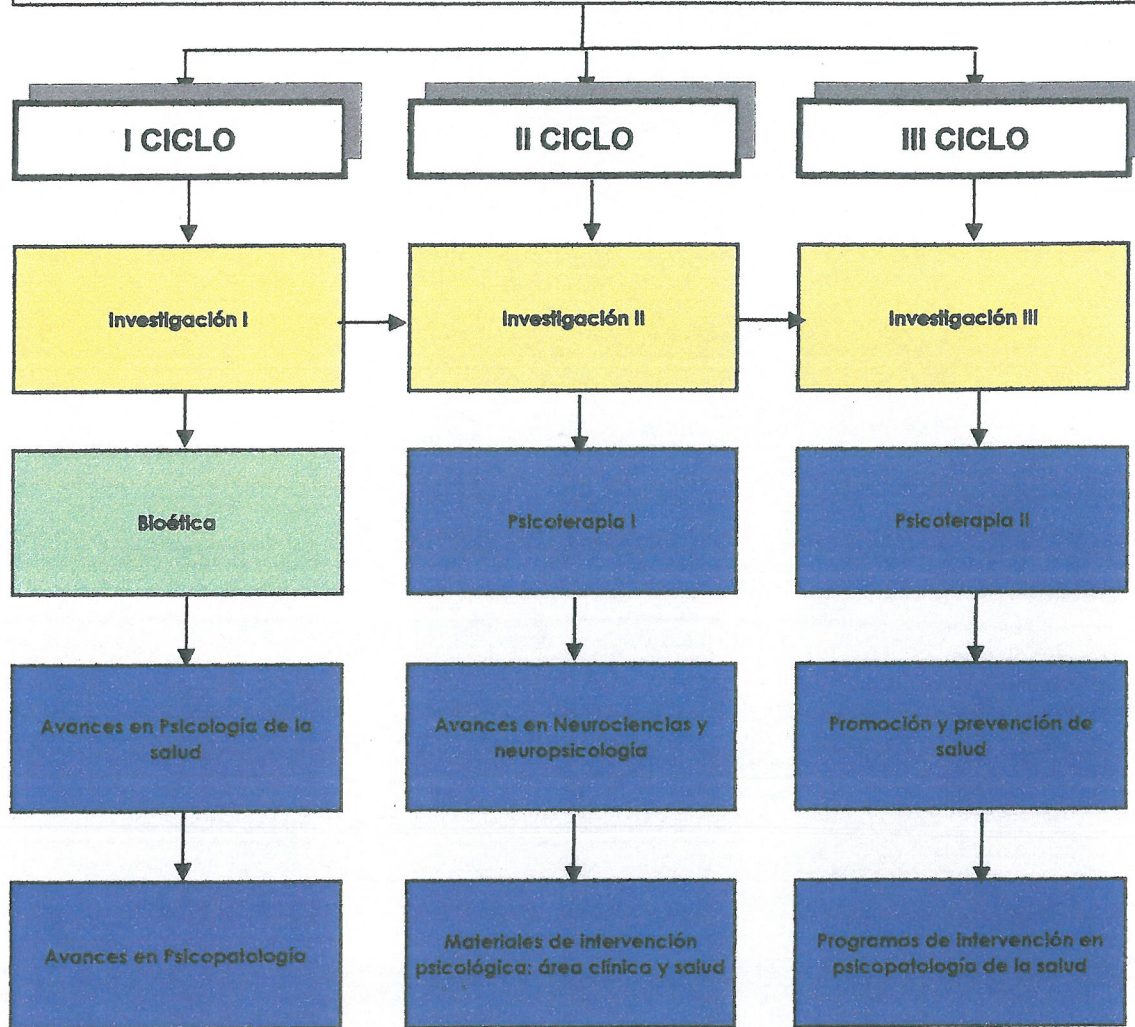 I CICLO
II CICLO
III CICLO
Investigación I
Investigación II
Investigación III
Bioética
Psicoterapia I
Psicoterapia II
Avances en Psicología de la
salud
Avances en Neurociencias y
neuropsicología
Promoción y prevención de
salud
Avances en Psicopatología
Materiales de intervención
psicológica: área clínica y salud
Programas de intervención en
psicopatología de la salud